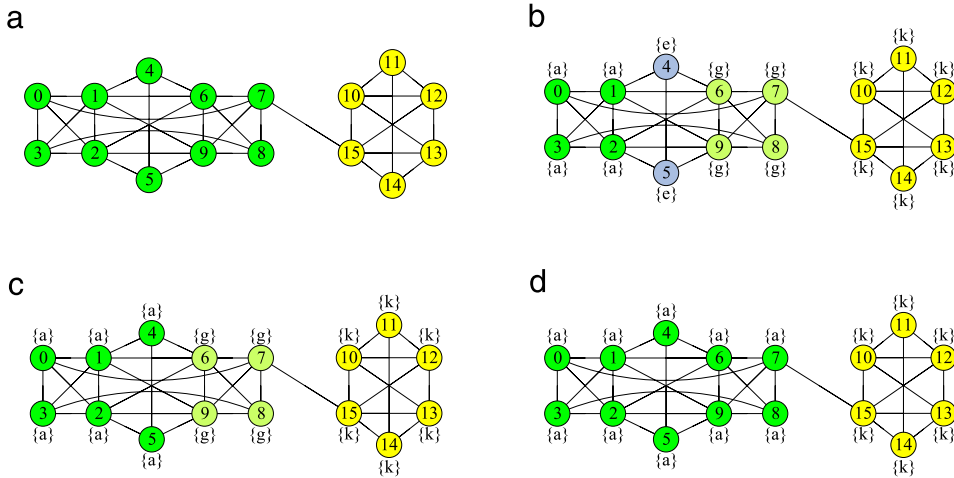 a
b
4
0 1 6 7
3 2 9 8
5
11
10 12
15 13
14
{e}
4
{a} {a} {g} {g}
0 1 6 7
3 2 9 8
{a} {a} {g} {g}
5
{e}
{k}
11
{k} {k}
10 12
15 13
{k} {k}
14
{k}
c
d
{a}
4
{a} {a} {g} {g}
0 1 6 7
3 2 9 8
{a} {a} {g} {g}
5
{a}
{k}
11
{k} {k}
10 12
15 13
{k} {k}
14
{k}
{a}
4
{a} {a} {a} {a}
0 1 6 7
3 2 9 8
{a} {a} {a} {a}
5
{a}
{k}
11
{k} {k}
10 12
15 13
{k} {k}
14
{k}